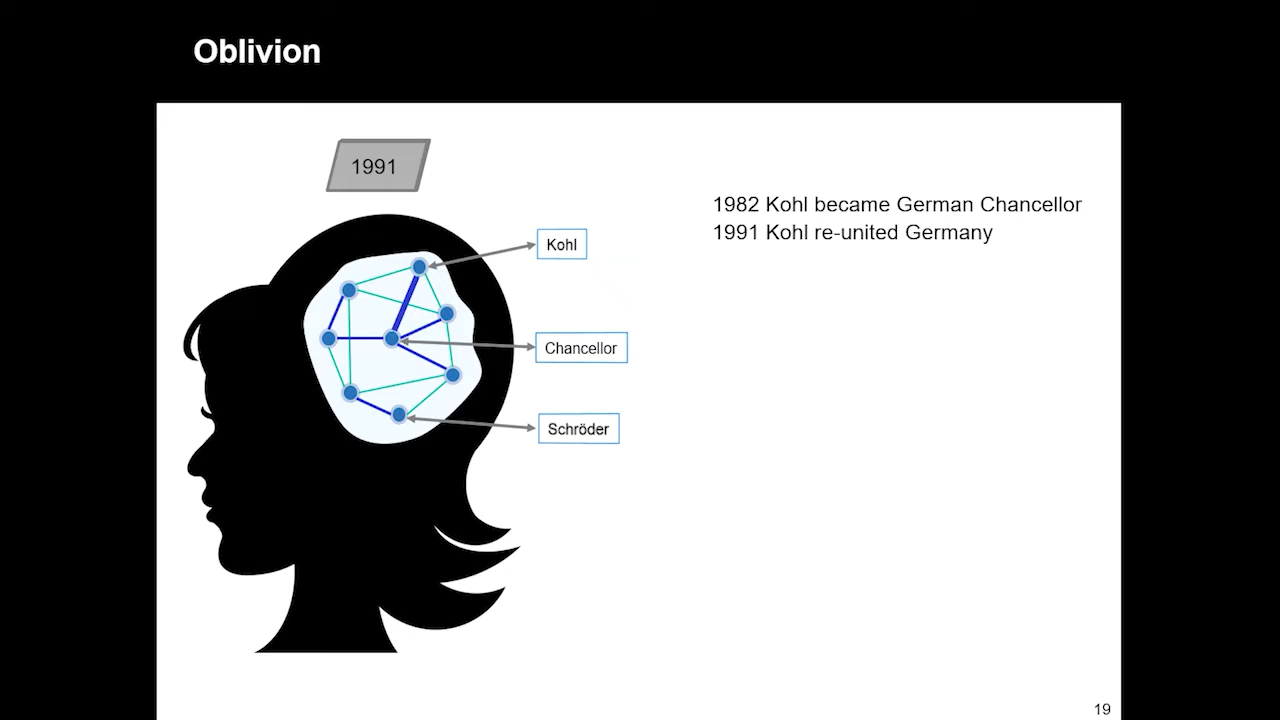 Oblivion
1991
1982 Kohl became German Chancellor
1991 Kohl re-united Germany
Kohl
Chancellor
Schröder
19